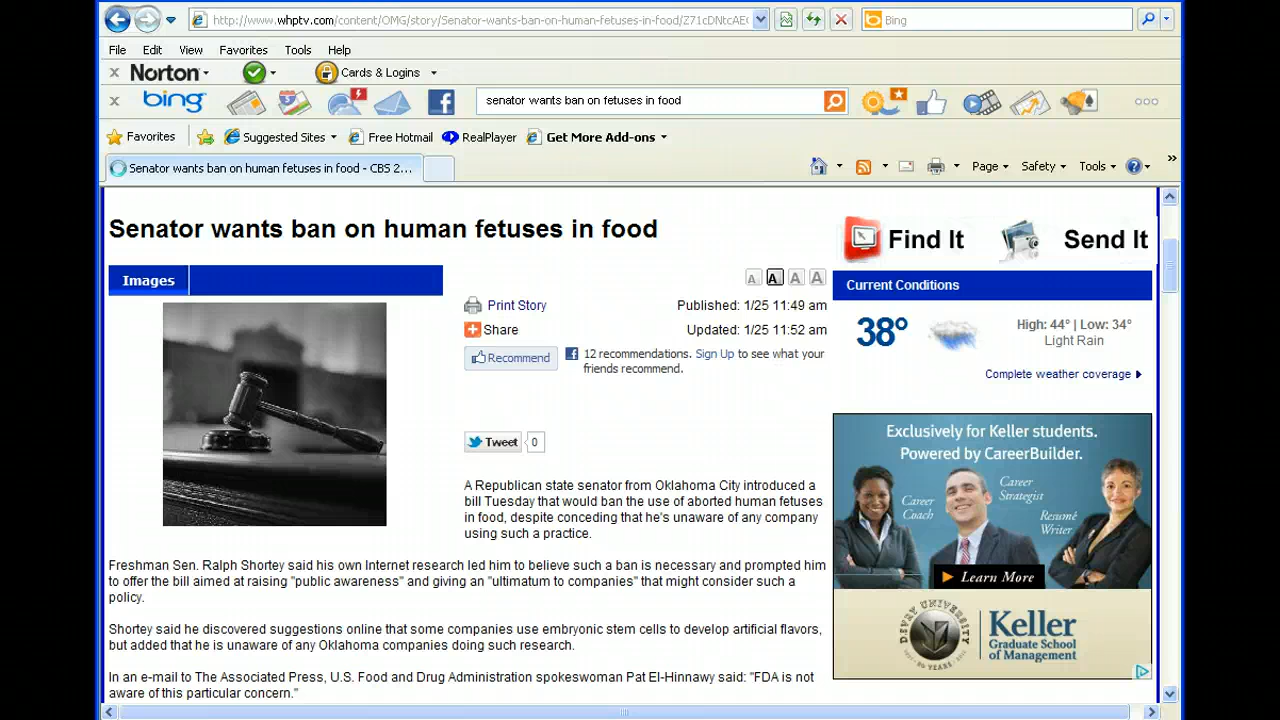 http://www.whptv.com/content/OMG/story/Senator-wants-ban-on-human-fetuses-in-food/Z71cDNtcAE
Bing
File Edit View Favorites Tools Help
Norton
Cards & Logins
bing
senator wants ban on fetuses in food
Favorites
Suggested Sites
Free Hotmail
RealPlayer
Get More Add-ons
Senator wants ban on human fetuses in food - CBS 2...
Page
Safety
Tools
Senator wants ban on human fetuses in food
Find It
Send It
Images
A A A A
Print Story
Published: 1/25 11:49 am
Share
Updated: 1/25 11:52 am
Recommend
12 recommendations. Sign Up to see what your
friends recommend.
Tweet
0
A Republican state senator from Oklahoma City introduced a
bill Tuesday that would ban the use of aborted human fetuses
in food, despite conceding that he's unaware of any company
using such a practice.
Freshman Sen. Ralph Shortey said his own Internet research led him to believe such a ban is necessary and prompted him
to offer the bill aimed at raising "public awareness" and giving an "ultimatum to companies" that might consider such a
policy.
Shortey said he discovered suggestions online that some companies use embryonic stem cells to develop artificial flavors,
but added that he is unaware of any Oklahoma companies doing such research.
In an e-mail to The Associated Press, U.S. Food and Drug Administration spokeswoman Pat El-Hinnawy said: "FDA is not
aware of this particular concern."
Current Conditions
38°
High: 44° | Low: 34°
Light Rain
Complete weather coverage
Exclusively for Keller students.
Powered by CareerBuilder.
Career
Coach
Career
Strategist
Resumé
Writer
Learn More
DEVRY UNIVERSITY
Keller
Graduate School
of Management